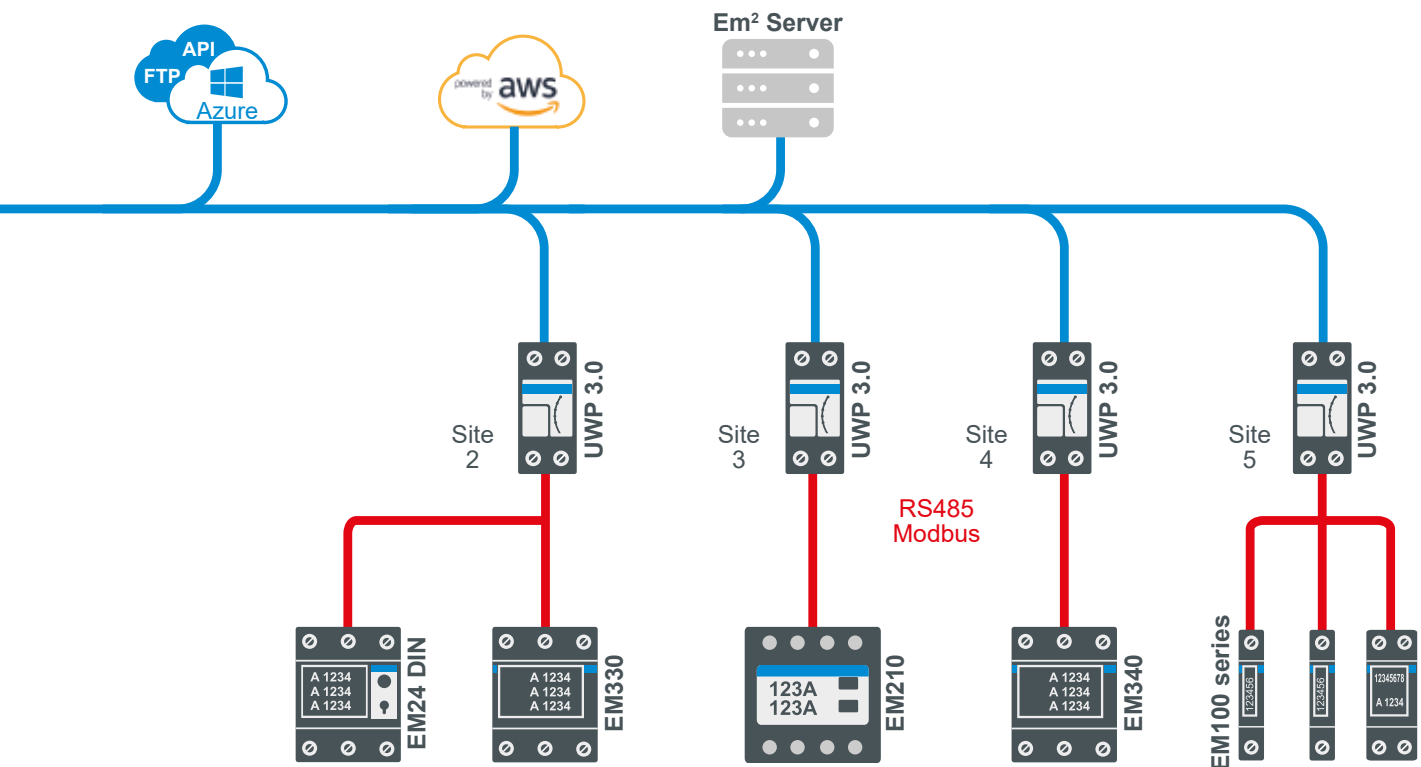 Em² Server
API
FTP
Azure
powered
by
aws
UWP 3.0
UWP 3.0
UWP 3.0
UWP 3.0
Site
2
Site
3
Site
4
Site
5
RS485
Modbus
A 1234
A 1234
A 1234
EM24 DIN
A 1234
A 1234
A 1234
EM330
123A
123A
EM210
A 1234
A 1234
A 1234
EM340
EM100 series
123456
123456
12345678
A 1234